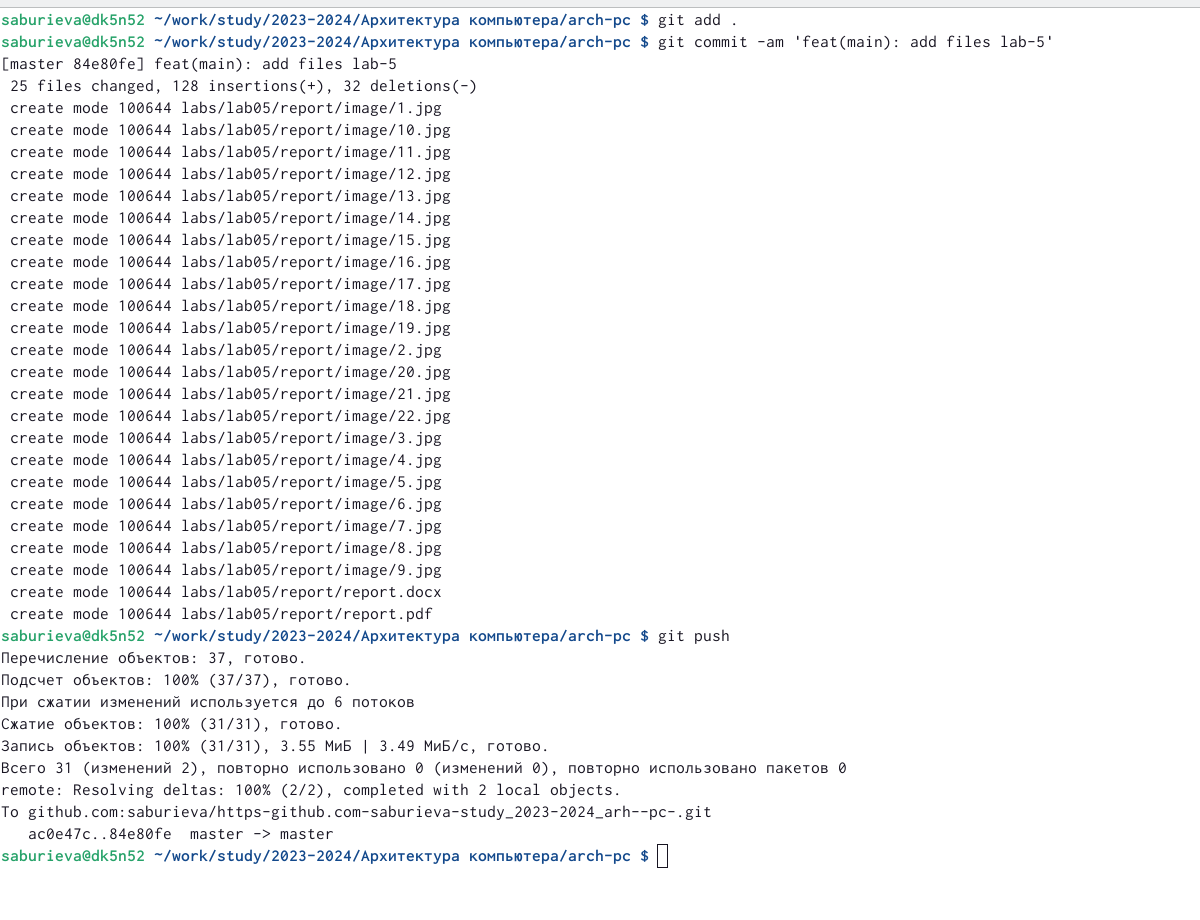 saburieva@dk5n52 ~/work/study/2023-2024/Архитектура компьютера/arch-pc $ git add .
saburieva@dk5n52 ~/work/study/2023-2024/Архитектура компьютера/arch-pc $ git commit -am 'feat(main): add files lab-5'
[master 84e80fe] feat(main): add files lab-5
 25 files changed, 128 insertions(+), 32 deletions(-)
 create mode 100644 labs/lab05/report/image/1.jpg
 create mode 100644 labs/lab05/report/image/10.jpg
 create mode 100644 labs/lab05/report/image/11.jpg
 create mode 100644 labs/lab05/report/image/12.jpg
 create mode 100644 labs/lab05/report/image/13.jpg
 create mode 100644 labs/lab05/report/image/14.jpg
 create mode 100644 labs/lab05/report/image/15.jpg
 create mode 100644 labs/lab05/report/image/16.jpg
 create mode 100644 labs/lab05/report/image/17.jpg
 create mode 100644 labs/lab05/report/image/18.jpg
 create mode 100644 labs/lab05/report/image/19.jpg
 create mode 100644 labs/lab05/report/image/2.jpg
 create mode 100644 labs/lab05/report/image/20.jpg
 create mode 100644 labs/lab05/report/image/21.jpg
 create mode 100644 labs/lab05/report/image/22.jpg
 create mode 100644 labs/lab05/report/image/3.jpg
 create mode 100644 labs/lab05/report/image/4.jpg
 create mode 100644 labs/lab05/report/image/5.jpg
 create mode 100644 labs/lab05/report/image/6.jpg
 create mode 100644 labs/lab05/report/image/7.jpg
 create mode 100644 labs/lab05/report/image/8.jpg
 create mode 100644 labs/lab05/report/image/9.jpg
 create mode 100644 labs/lab05/report/report.docx
 create mode 100644 labs/lab05/report/report.pdf
saburieva@dk5n52 ~/work/study/2023-2024/Архитектура компьютера/arch-pc $ git push
Перечисление объектов: 37, готово.
Подсчет объектов: 100% (37/37), готово.
При сжатии изменений используется до 6 потоков
Сжатие объектов: 100% (31/31), готово.
Запись объектов: 100% (31/31), 3.55 МиБ | 3.49 МиБ/с, готово.
Всего 31 (изменений 2), повторно использовано 0 (изменений 0), повторно использовано пакетов 0
remote: Resolving deltas: 100% (2/2), completed with 2 local objects.
To github.com:saburieva/https-github.com-saburieva-study_2023-2024_arh--pc-.git
   ac0e47c..84e80fe  master -> master
saburieva@dk5n52 ~/work/study/2023-2024/Архитектура компьютера/arch-pc $